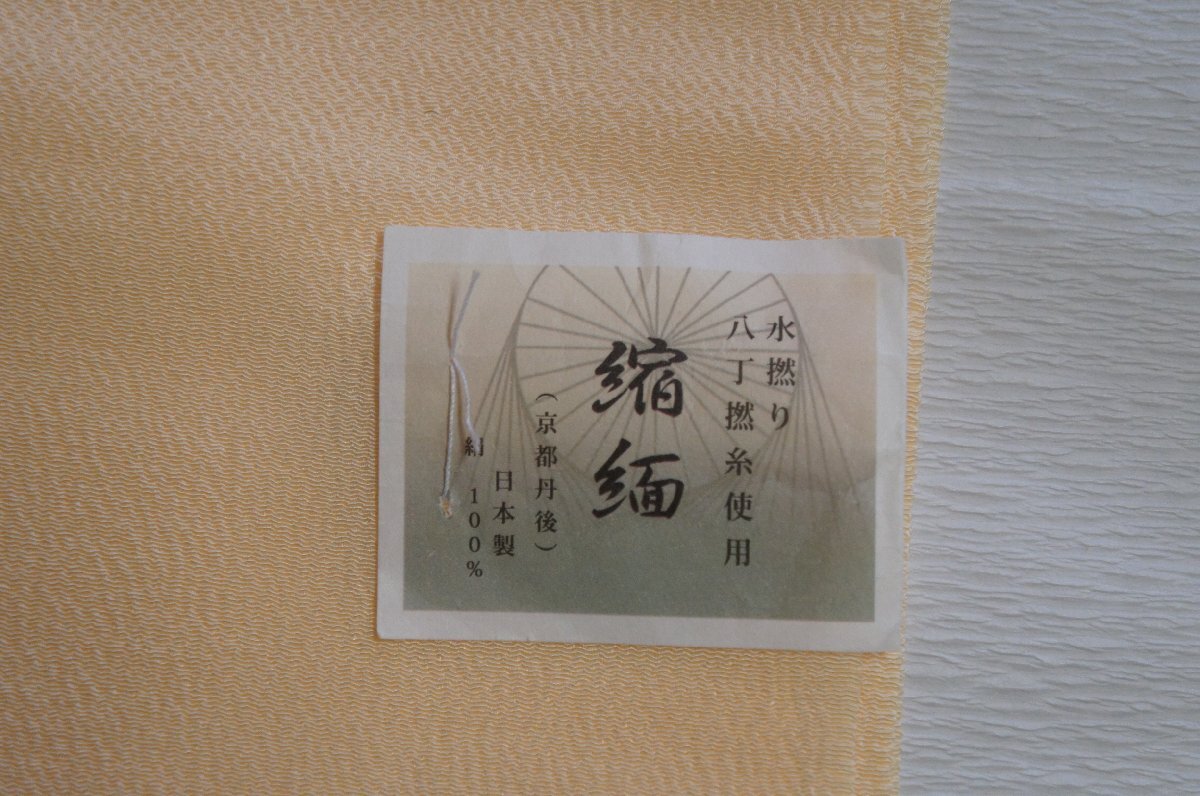 水撚り
八丁撚糸使用
縮緬
（京都丹後）
日本製
絹 100%